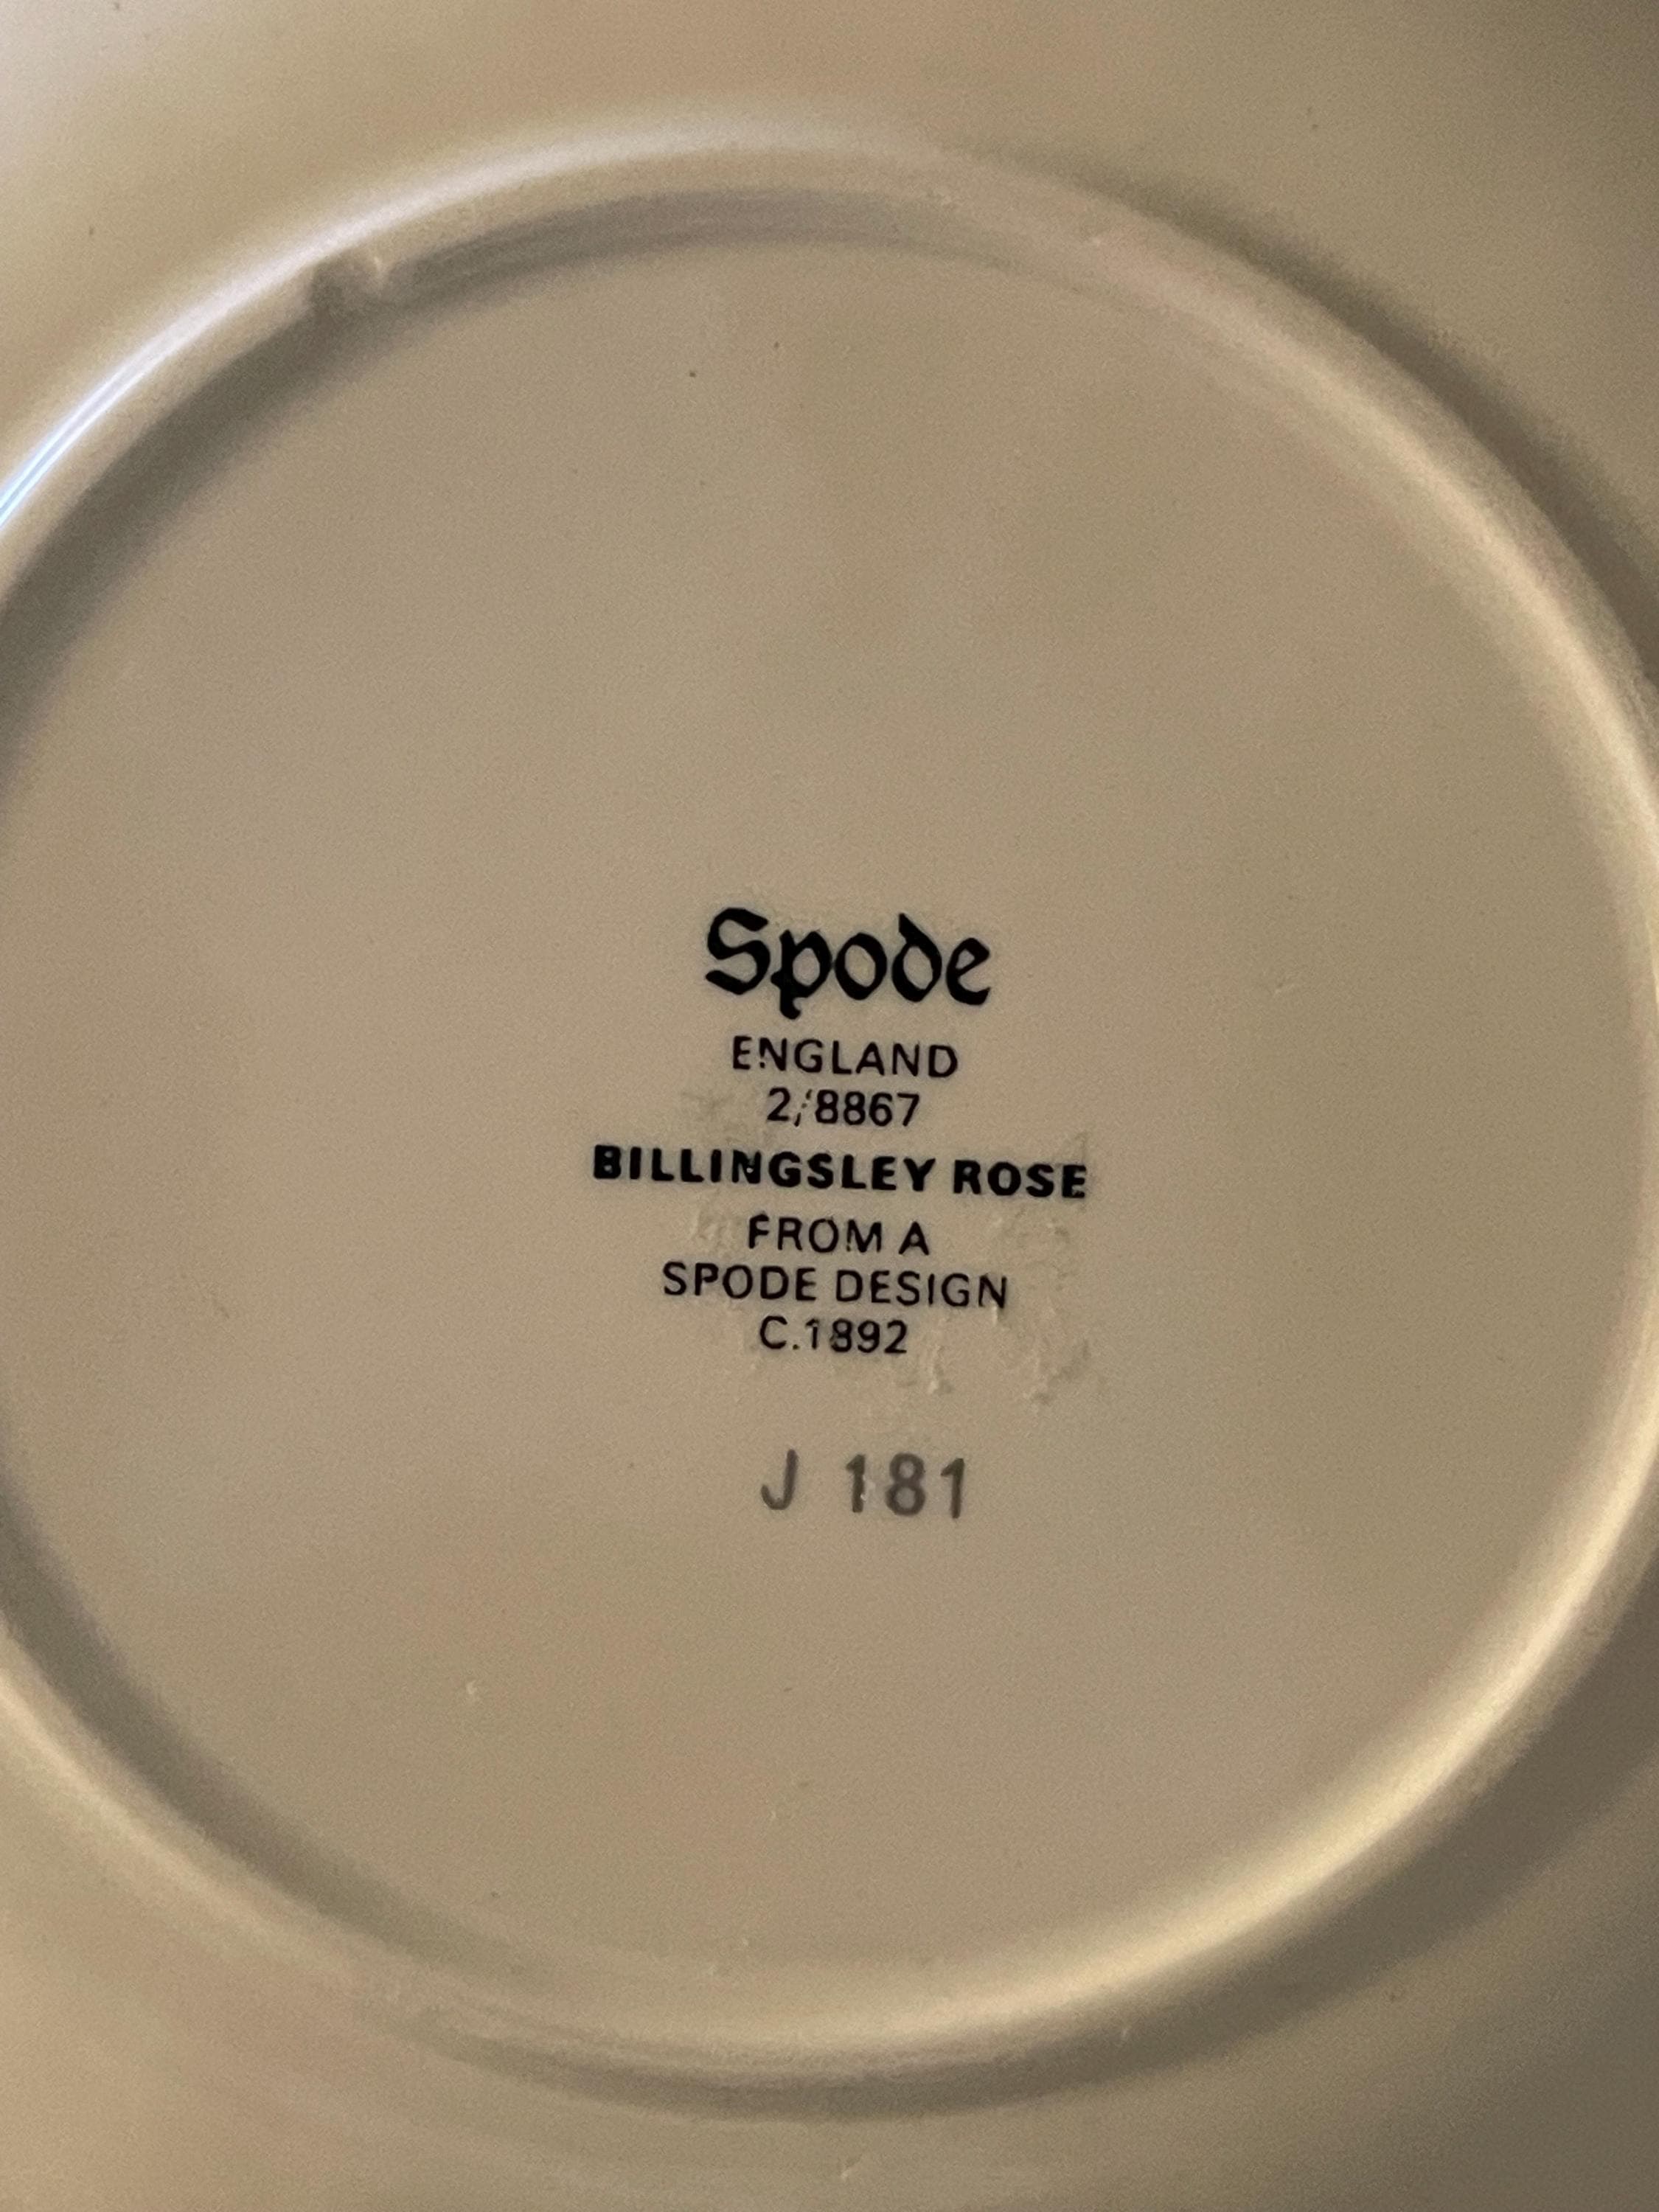 Spode
ENGLAND
2/8867
BILLINGSLEY ROSE
FROM A
SPODE DESIGN
C.1892
J 181